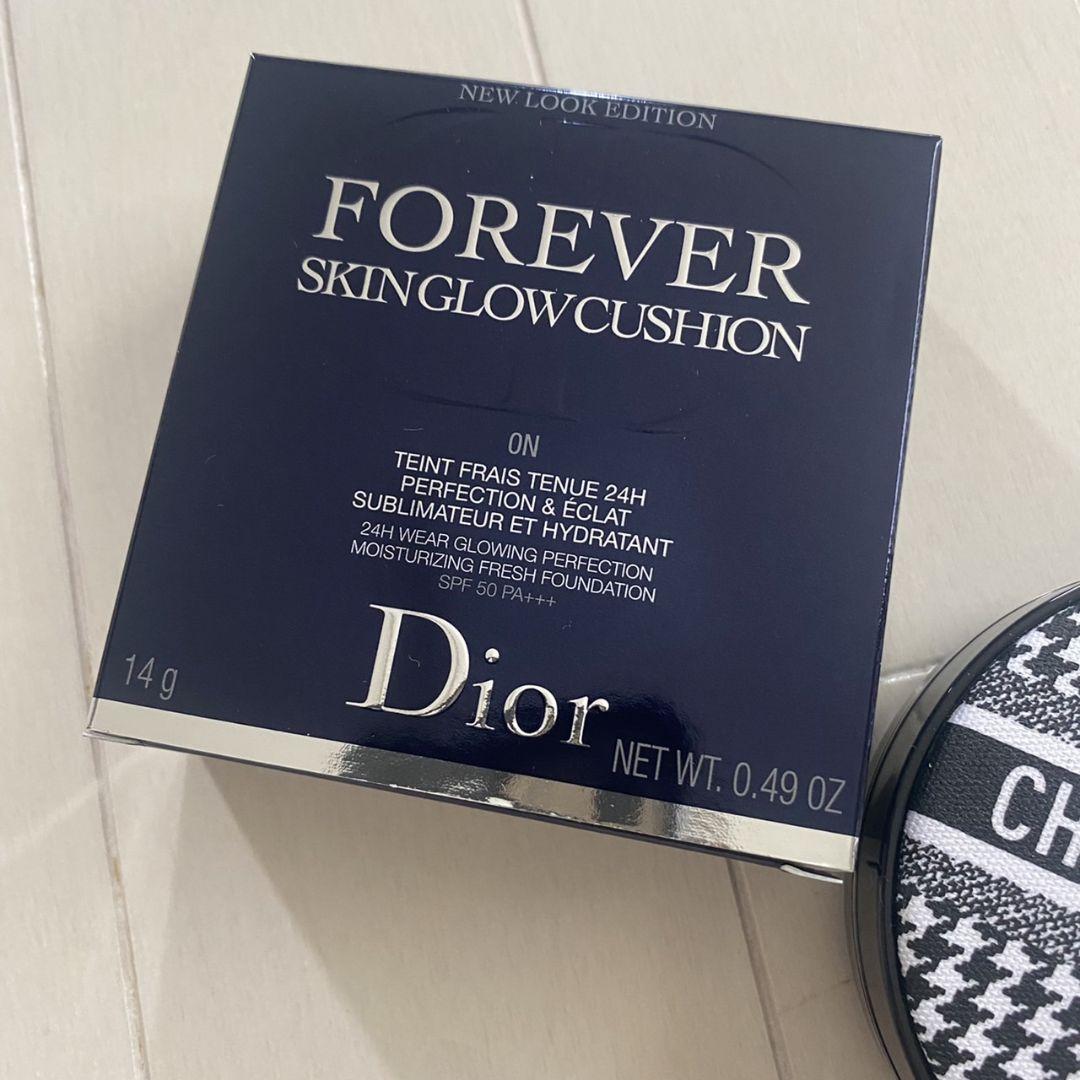 NEW LOOK EDITION
FOREVER
SKIN GLOW CUSHION
0N
TEINT FRAIS TENUE 24H
PERFECTION & ÉCLAT
SUBLIMATEUR ET HYDRATANT
24H WEAR GLOWING PERFECTION
MOISTURIZING FRESH FOUNDATION
SPF 50 PA+++
Dior
14 g
NET WT. 0.49 OZ
CH